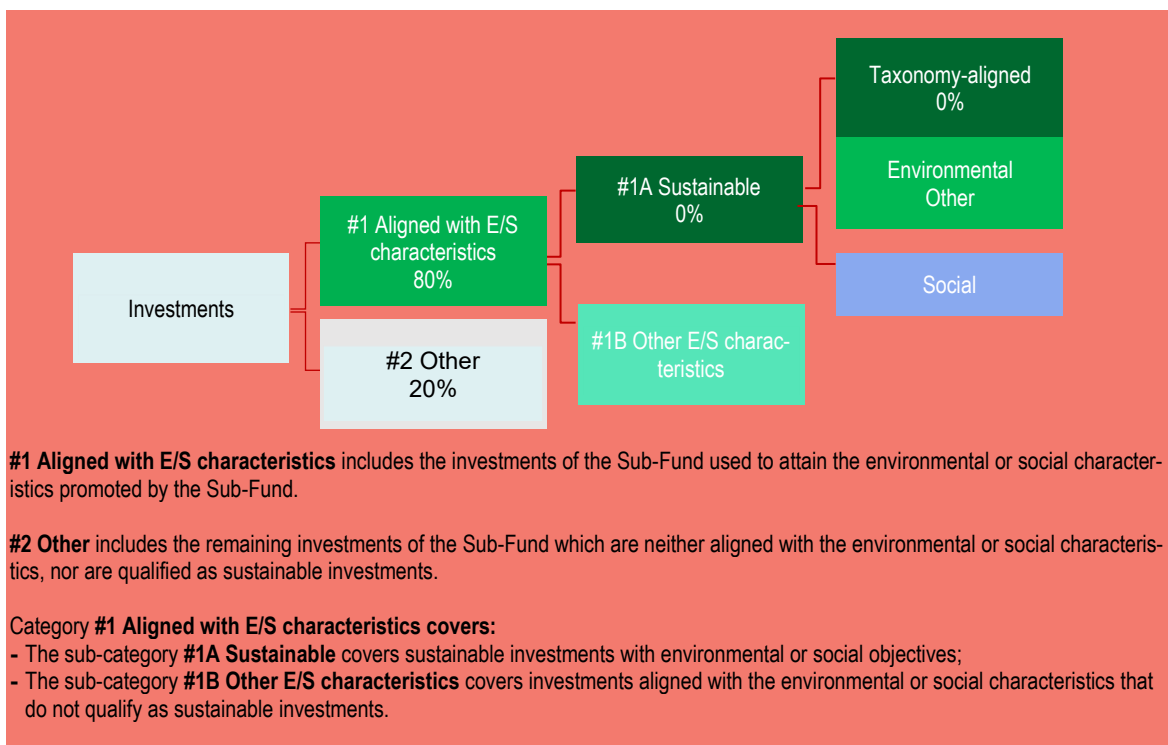 Taxonomy-aligned
0%
Environmental
Other
#1A Sustainable
0%
#1 Aligned with E/S
characteristics
80%
Social
Investments
#1B Other E/S charac-
teristics
#2 Other
20%
#1 Aligned with E/S characteristics includes the investments of the Sub-Fund used to attain the environmental or social character-
istics promoted by the Sub-Fund.
#2 Other includes the remaining investments of the Sub-Fund which are neither aligned with the environmental or social characteris-
tics, nor are qualified as sustainable investments.
Category #1 Aligned with E/S characteristics covers:
- The sub-category #1A Sustainable covers sustainable investments with environmental or social objectives;
- The sub-category #1B Other E/S characteristics covers investments aligned with the environmental or social characteristics that
do not qualify as sustainable investments.